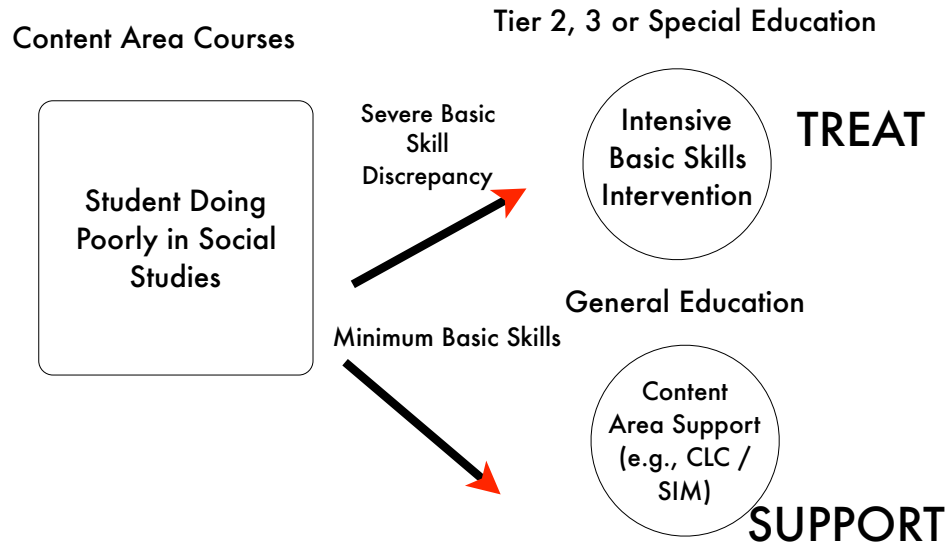 Content Area Courses
Tier 2, 3 or Special Education
Student Doing
Poorly in Social
Studies
Severe Basic
Skill
Discrepancy
Intensive
Basic Skills
Intervention
TREAT
General Education
Minimum Basic Skills
Content
Area Support
(e.g., CLC /
SIM)
SUPPORT